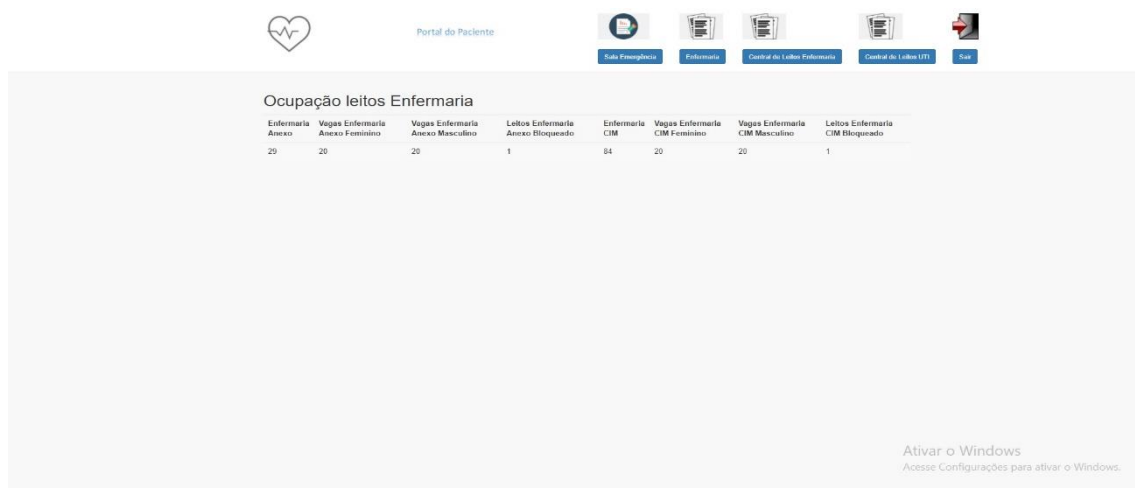 Portal do Paciente
Sala Emergência
Enfermaria
Central de Leitos Enfermaria
Central de Leitos UTI
Sair
Ocupação leitos Enfermaria
Enfermaria Anexo
Vagas Enfermaria Anexo Feminino
Vagas Enfermaria Anexo Masculino
Leitos Enfermaria Anexo Bloqueado
Enfermaria CIM
Vagas Enfermaria CIM Feminino
Vagas Enfermaria CIM Masculino
Leitos Enfermaria CIM Bloqueado
29 20 20 1 84 20 20 1
Ativar o Windows
Acesse Configurações para ativar o Windows.